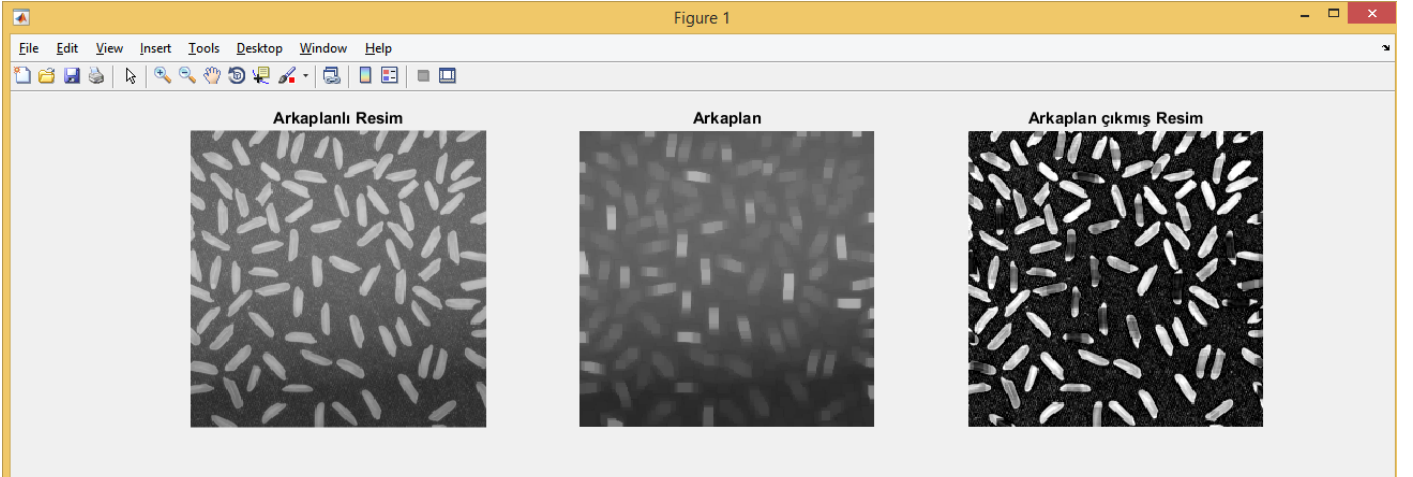 Figure 1
File Edit View Insert Tools Desktop Window Help
Arkaplanlı Resim
Arkaplan
Arkaplan çıkmış Resim